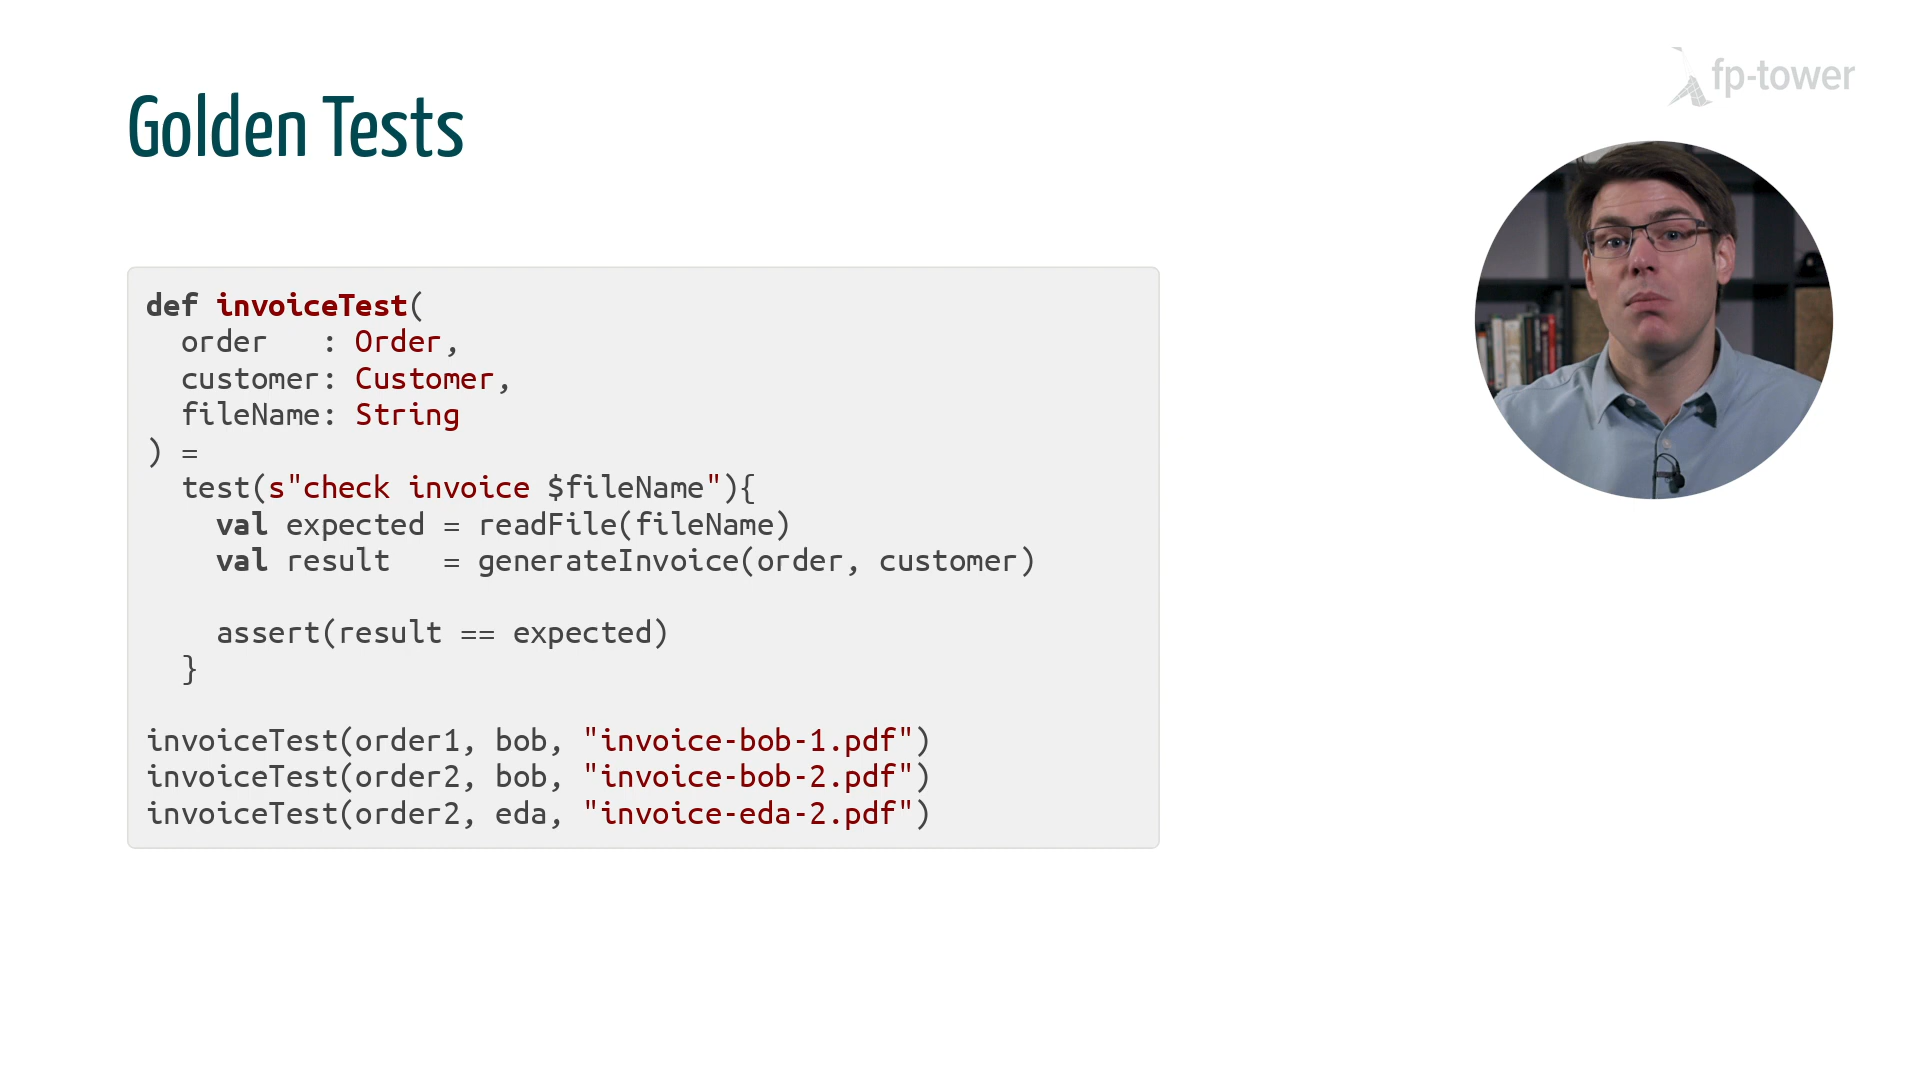 fp-tower
Golden Tests
def invoiceTest(
  order   : Order,
  customer: Customer,
  fileName: String
) =
  test(s"check invoice $fileName"){
    val expected = readFile(fileName)
    val result   = generateInvoice(order, customer)

    assert(result == expected)
  }

invoiceTest(order1, bob, "invoice-bob-1.pdf")
invoiceTest(order2, bob, "invoice-bob-2.pdf")
invoiceTest(order2, eda, "invoice-eda-2.pdf")